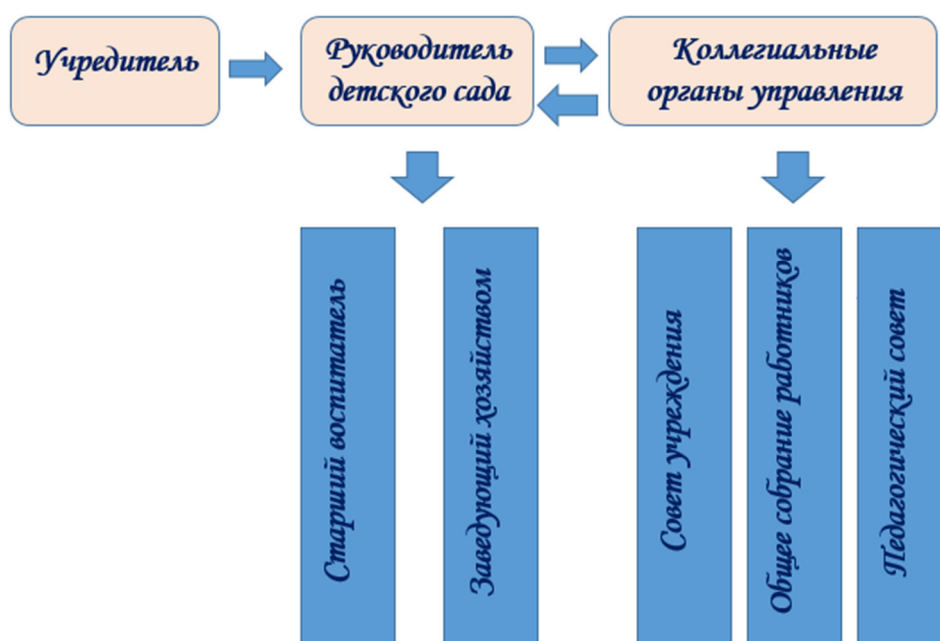 Учредитель
Руководитель
детского сада
Коллегиальные
органы управления
Старший воспитатель
Заведующий хозяйством
Совет учреждения
Общее собрание работников
Педагогический совет